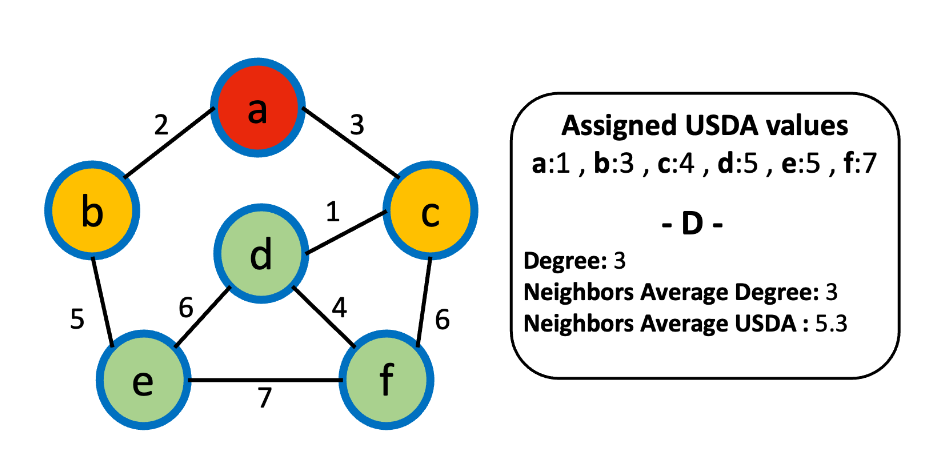 a
2
3
Assigned USDA values
a:1 , b:3 , c:4 , d:5 , e:5 , f:7
b
1
c
- D -
d
Degree: 3
Neighbors Average Degree: 3
Neighbors Average USDA : 5.3
5
6
4
6
e
f
7